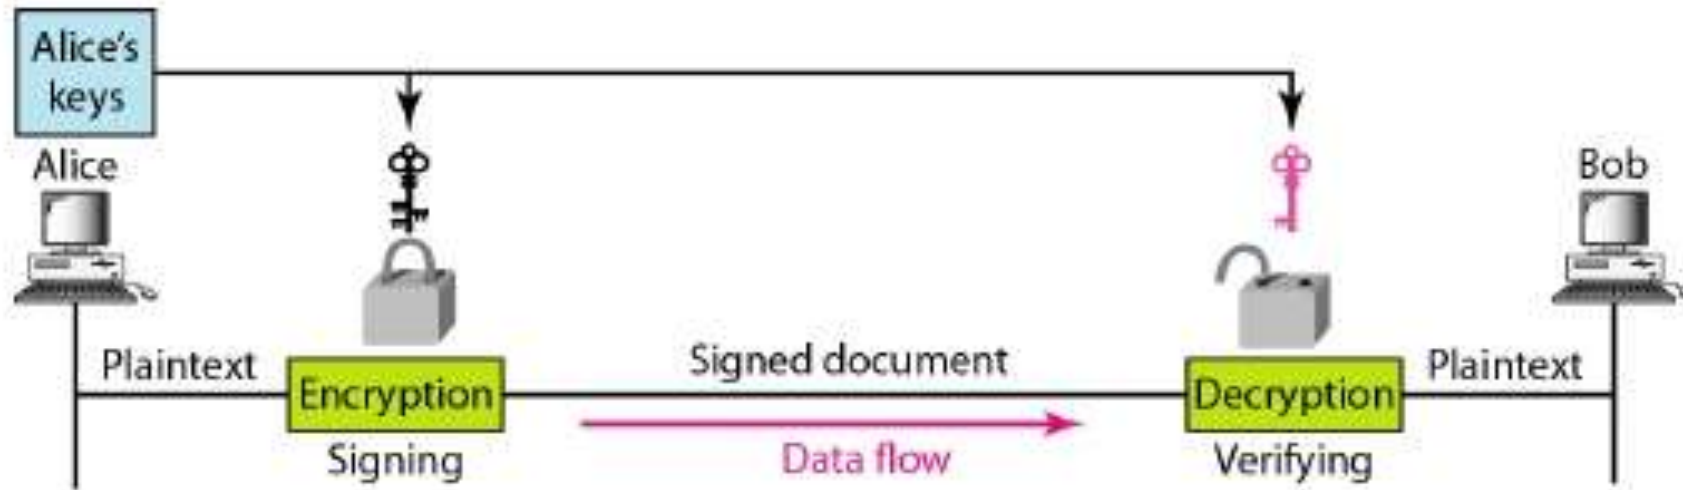 Alice's
keys
Alice
Bob
Plaintext
Encryption
Signing
Signed document
Data flow
Decryption
Verifying
Plaintext